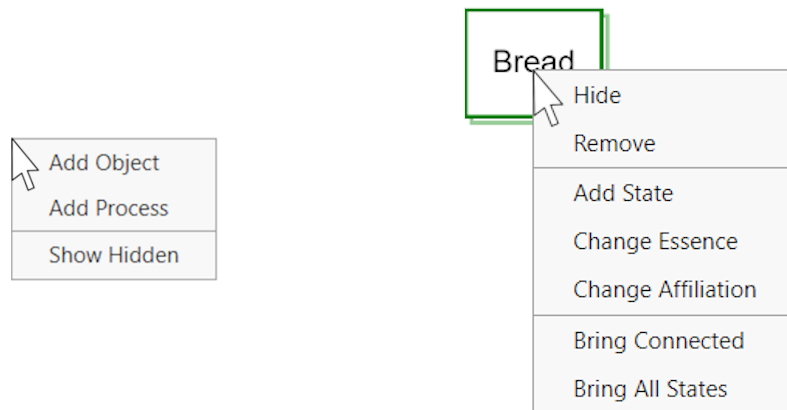 Bread
Hide
Remove
Add State
Change Essence
Change Affiliation
Bring Connected
Bring All States
Add Object
Add Process
Show Hidden